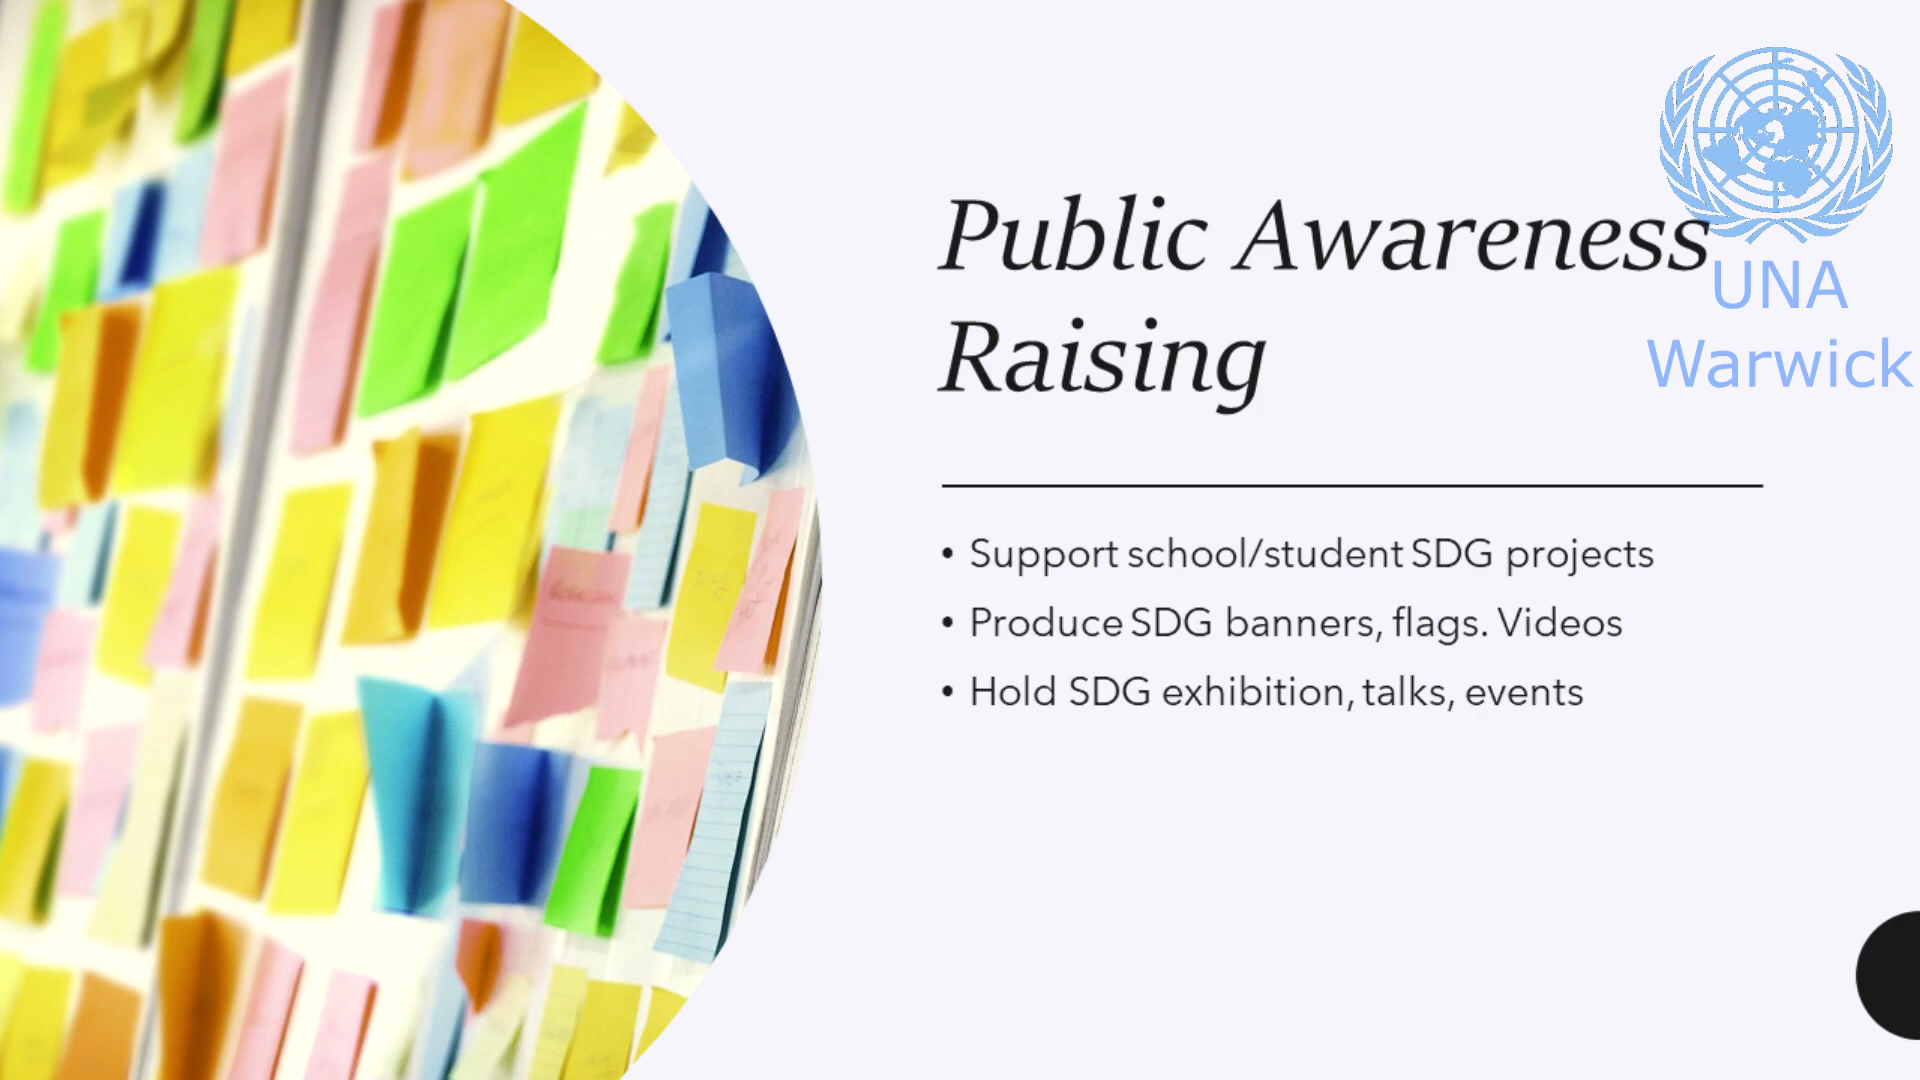 Public Awareness
Raising
UNA
Warwick
• Support school/student SDG projects
• Produce SDG banners, flags. Videos
• Hold SDG exhibition, talks, events